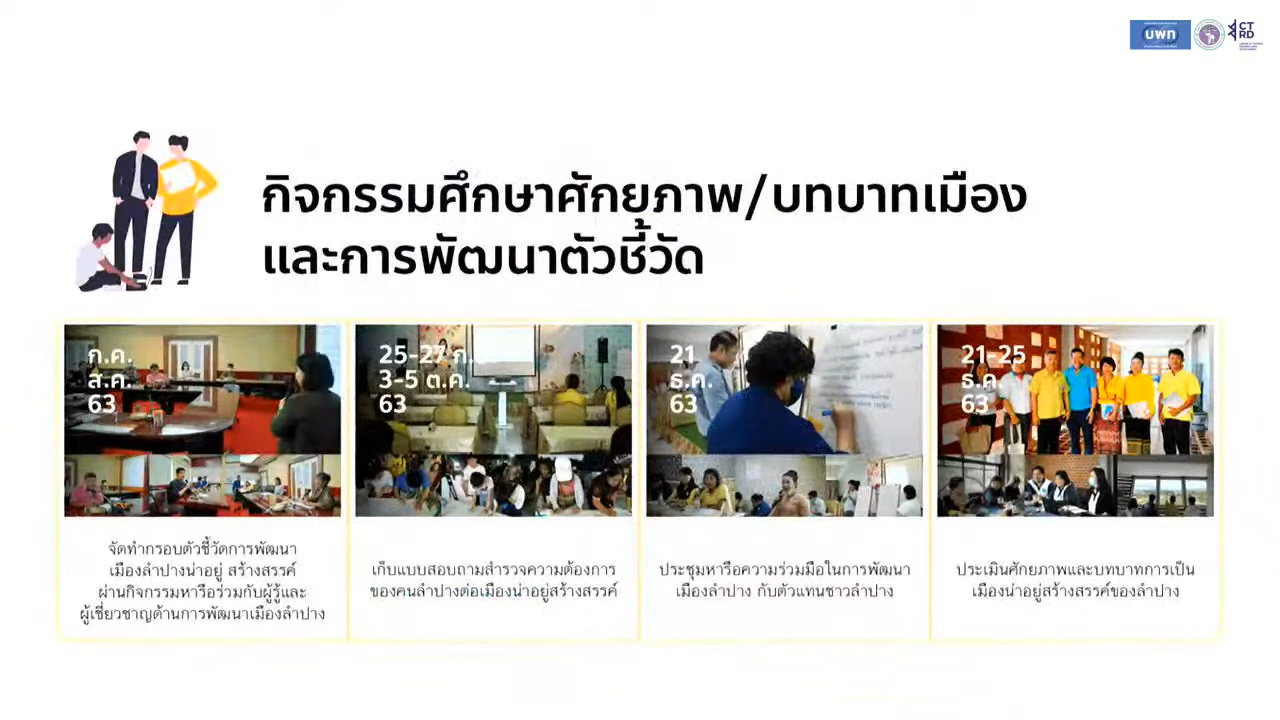 บพท
CT
RD
กิจกรรมศึกษาศักยภาพ/บทบาทเมือง
และการพัฒนาตัวชี้วัด
ก.ค.
ส.ค.
63
25-27 ก.ย.
3-5 ต.ค.
63
21
ธ.ค.
63
21-25
ธ.ค.
63
จัดทำกรอบตัวชี้วัดการพัฒนา
เมืองลำปางน่าอยู่ สร้างสรรค์
ผ่านกิจกรรมหารือร่วมกับผู้รู้และ
ผู้เชี่ยวชาญด้านการพัฒนาเมืองลำปาง
เก็บแบบสอบถามสำรวจความต้องการ
ของคนลำปางต่อเมืองน่าอยู่สร้างสรรค์
ประชุมหารือความร่วมมือในการพัฒนา
เมืองลำปาง กับตัวแทนชาวลำปาง
ประเมินศักยภาพและบทบาทการเป็น
เมืองน่าอยู่สร้างสรรค์ของลำปาง